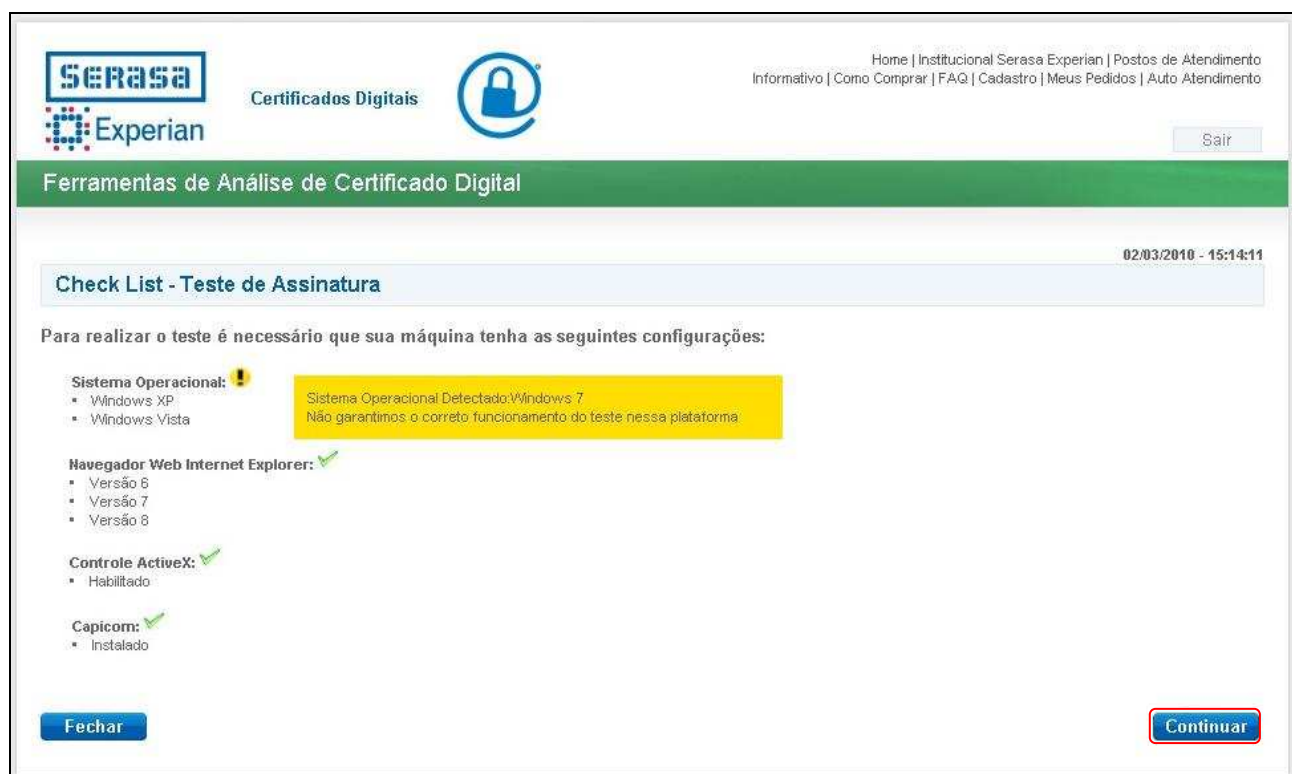 Serasa
Experian
Certificados Digitais
Home | Institucional Serasa Experian | Postos de Atendimento
Informativo | Como Comprar | FAQ | Cadastro | Meus Pedidos | Auto Atendimento
Sair
Ferramentas de Análise de Certificado Digital
02/03/2010 - 15:14:11
Check List - Teste de Assinatura
Para realizar o teste é necessário que sua máquina tenha as seguintes configurações:
Sistema Operacional:
▪ Windows XP
▪ Windows Vista
Sistema Operacional Detectado:Windows 7
Não garantimos o correto funcionamento do teste nessa plataforma
Navegador Web Internet Explorer:
▪ Versão 6
▪ Versão 7
▪ Versão 8
Controle ActiveX:
▪ Habilitado
Capicom:
▪ Instalado
Fechar
Continuar